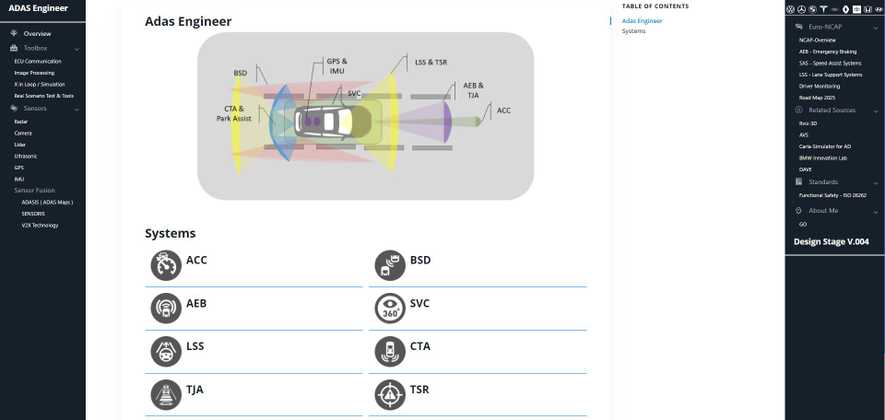 ADAS Engineer
Overview
Toolbox
ECU Communication
Image Processing
X in Loop / Simulation
Real Scenario Test & Tools
Sensors
Radar
Camera
Lidar
Ultrasonic
GPS
IMU
Sensor Fusion
ADASIS ( ADAS Maps )
SENSORIS
V2X Technology
Adas Engineer
BSD
GPS &
IMU
LSS & TSR
SVC
AEB &
TJA
CTA &
Park Assist
ACC
Systems
ACC
BSD
AEB
SVC
360°
LSS
CTA
TJA
TSR
TABLE OF CONTENTS
Adas Engineer
Systems
Euro-NCAP
NCAP-Overview
AEB - Emergency Braking
SAS - Speed Assist Systems
LSS - Lane Support Systems
Driver Monitoring
Road Map 2025
Related Sources
AVS
Carla-Simulator for AD
BMW Innovation Lab
DAVE
Standards
Functional Safety - ISO 26262
About Me
GO
Design Stage V.004